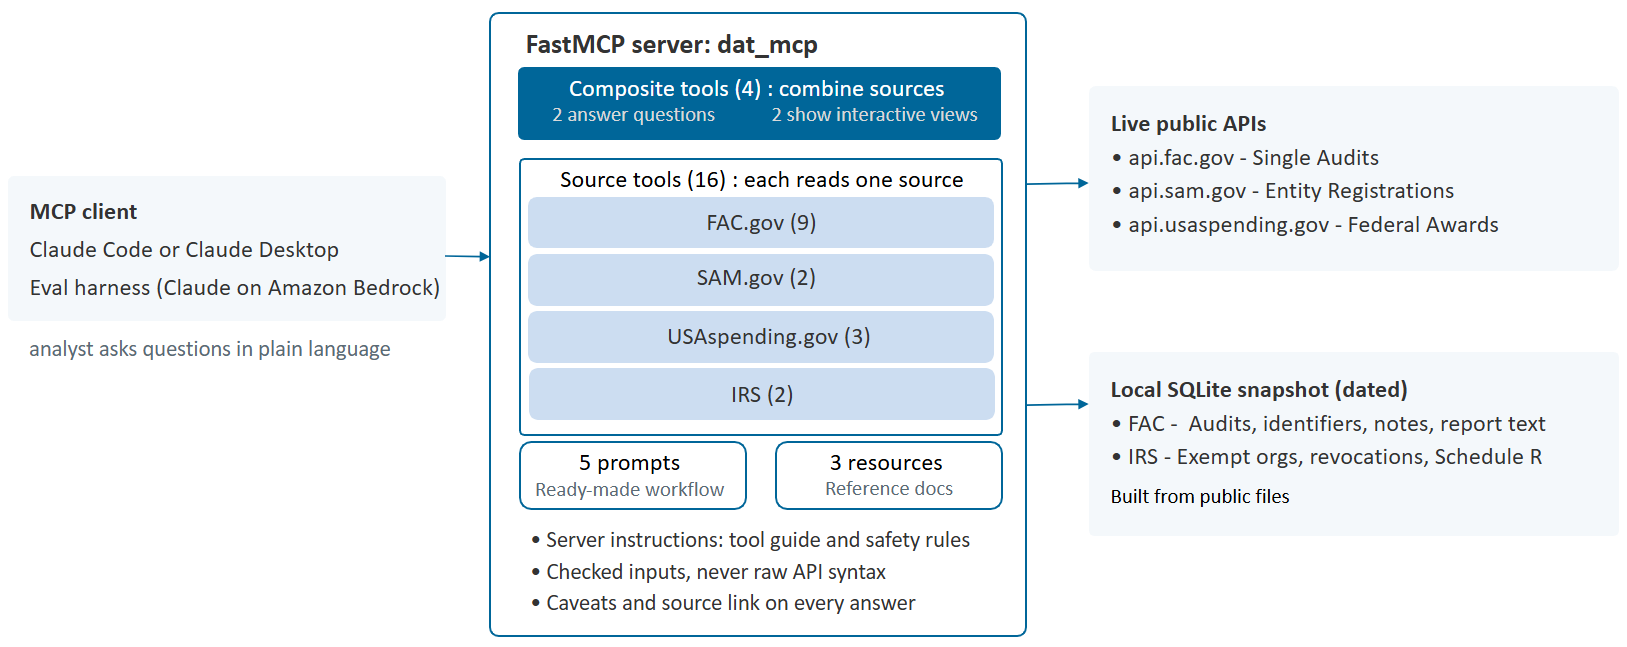 MCP client
Claude Code or Claude Desktop
Eval harness (Claude on Amazon Bedrock)
analyst asks questions in plain language
FastMCP server: dat_mcp
Composite tools (4) : combine sources
2 answer questions
2 show interactive views
Source tools (16) : each reads one source
FAC.gov (9)
SAM.gov (2)
USAspending.gov (3)
IRS (2)
5 prompts
Ready-made workflow
3 resources
Reference docs
• Server instructions: tool guide and safety rules
• Checked inputs, never raw API syntax
• Caveats and source link on every answer
Live public APIs
• api.fac.gov - Single Audits
• api.sam.gov - Entity Registrations
• api.usaspending.gov - Federal Awards
Local SQLite snapshot (dated)
• FAC - Audits, identifiers, notes, report text
• IRS - Exempt orgs, revocations, Schedule R
Built from public files